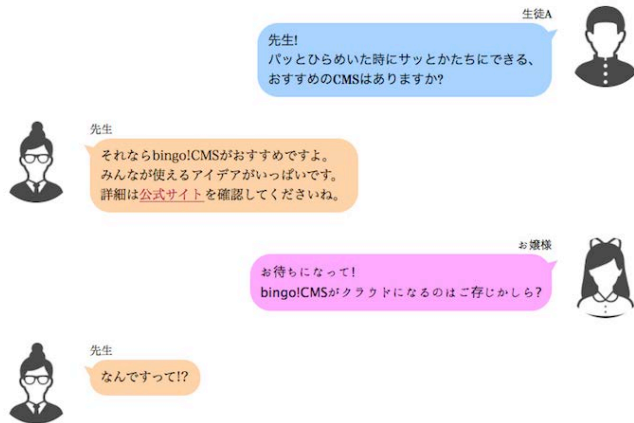 生徒A
先生!
パッとひらめいた時にサッとかたちにできる、
おすすめのCMSはありますか?
先生
それならbingo!CMSがおすすめですよ。
みんなが使えるアイデアがいっぱいです。
詳細は公式サイトを確認してくださいね。
お嬢様
お待ちになって!
bingo!CMSがクラウドになるのはご存じかしら?
先生
なんですって!?